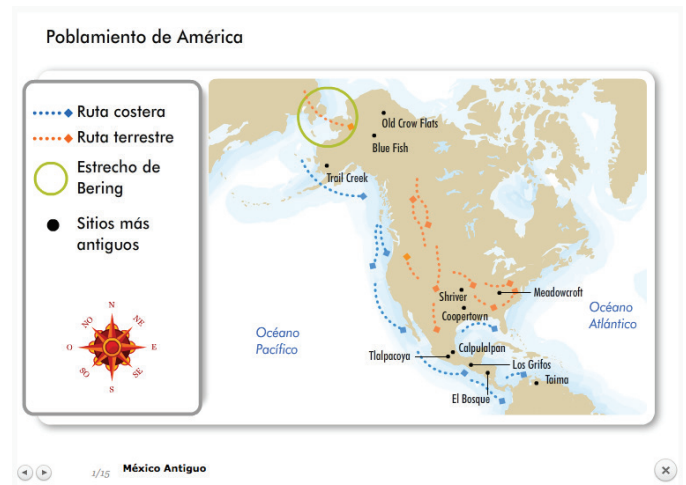 Poblamiento de América
Ruta costera
Ruta terrestre
Estrecho de
Bering
Sitios más
antiguos
N
NO
NE
O
E
SO
SE
S
Old Crow Flats
Blue Fish
Trail Creek
Shriver
Meadowcroft
Coopertown
Océano
Atlántico
Océano
Pacífico
Calpulalpan
Tlalpacoya
Los Grifos
Taima
El Bosque
1/15
México Antiguo